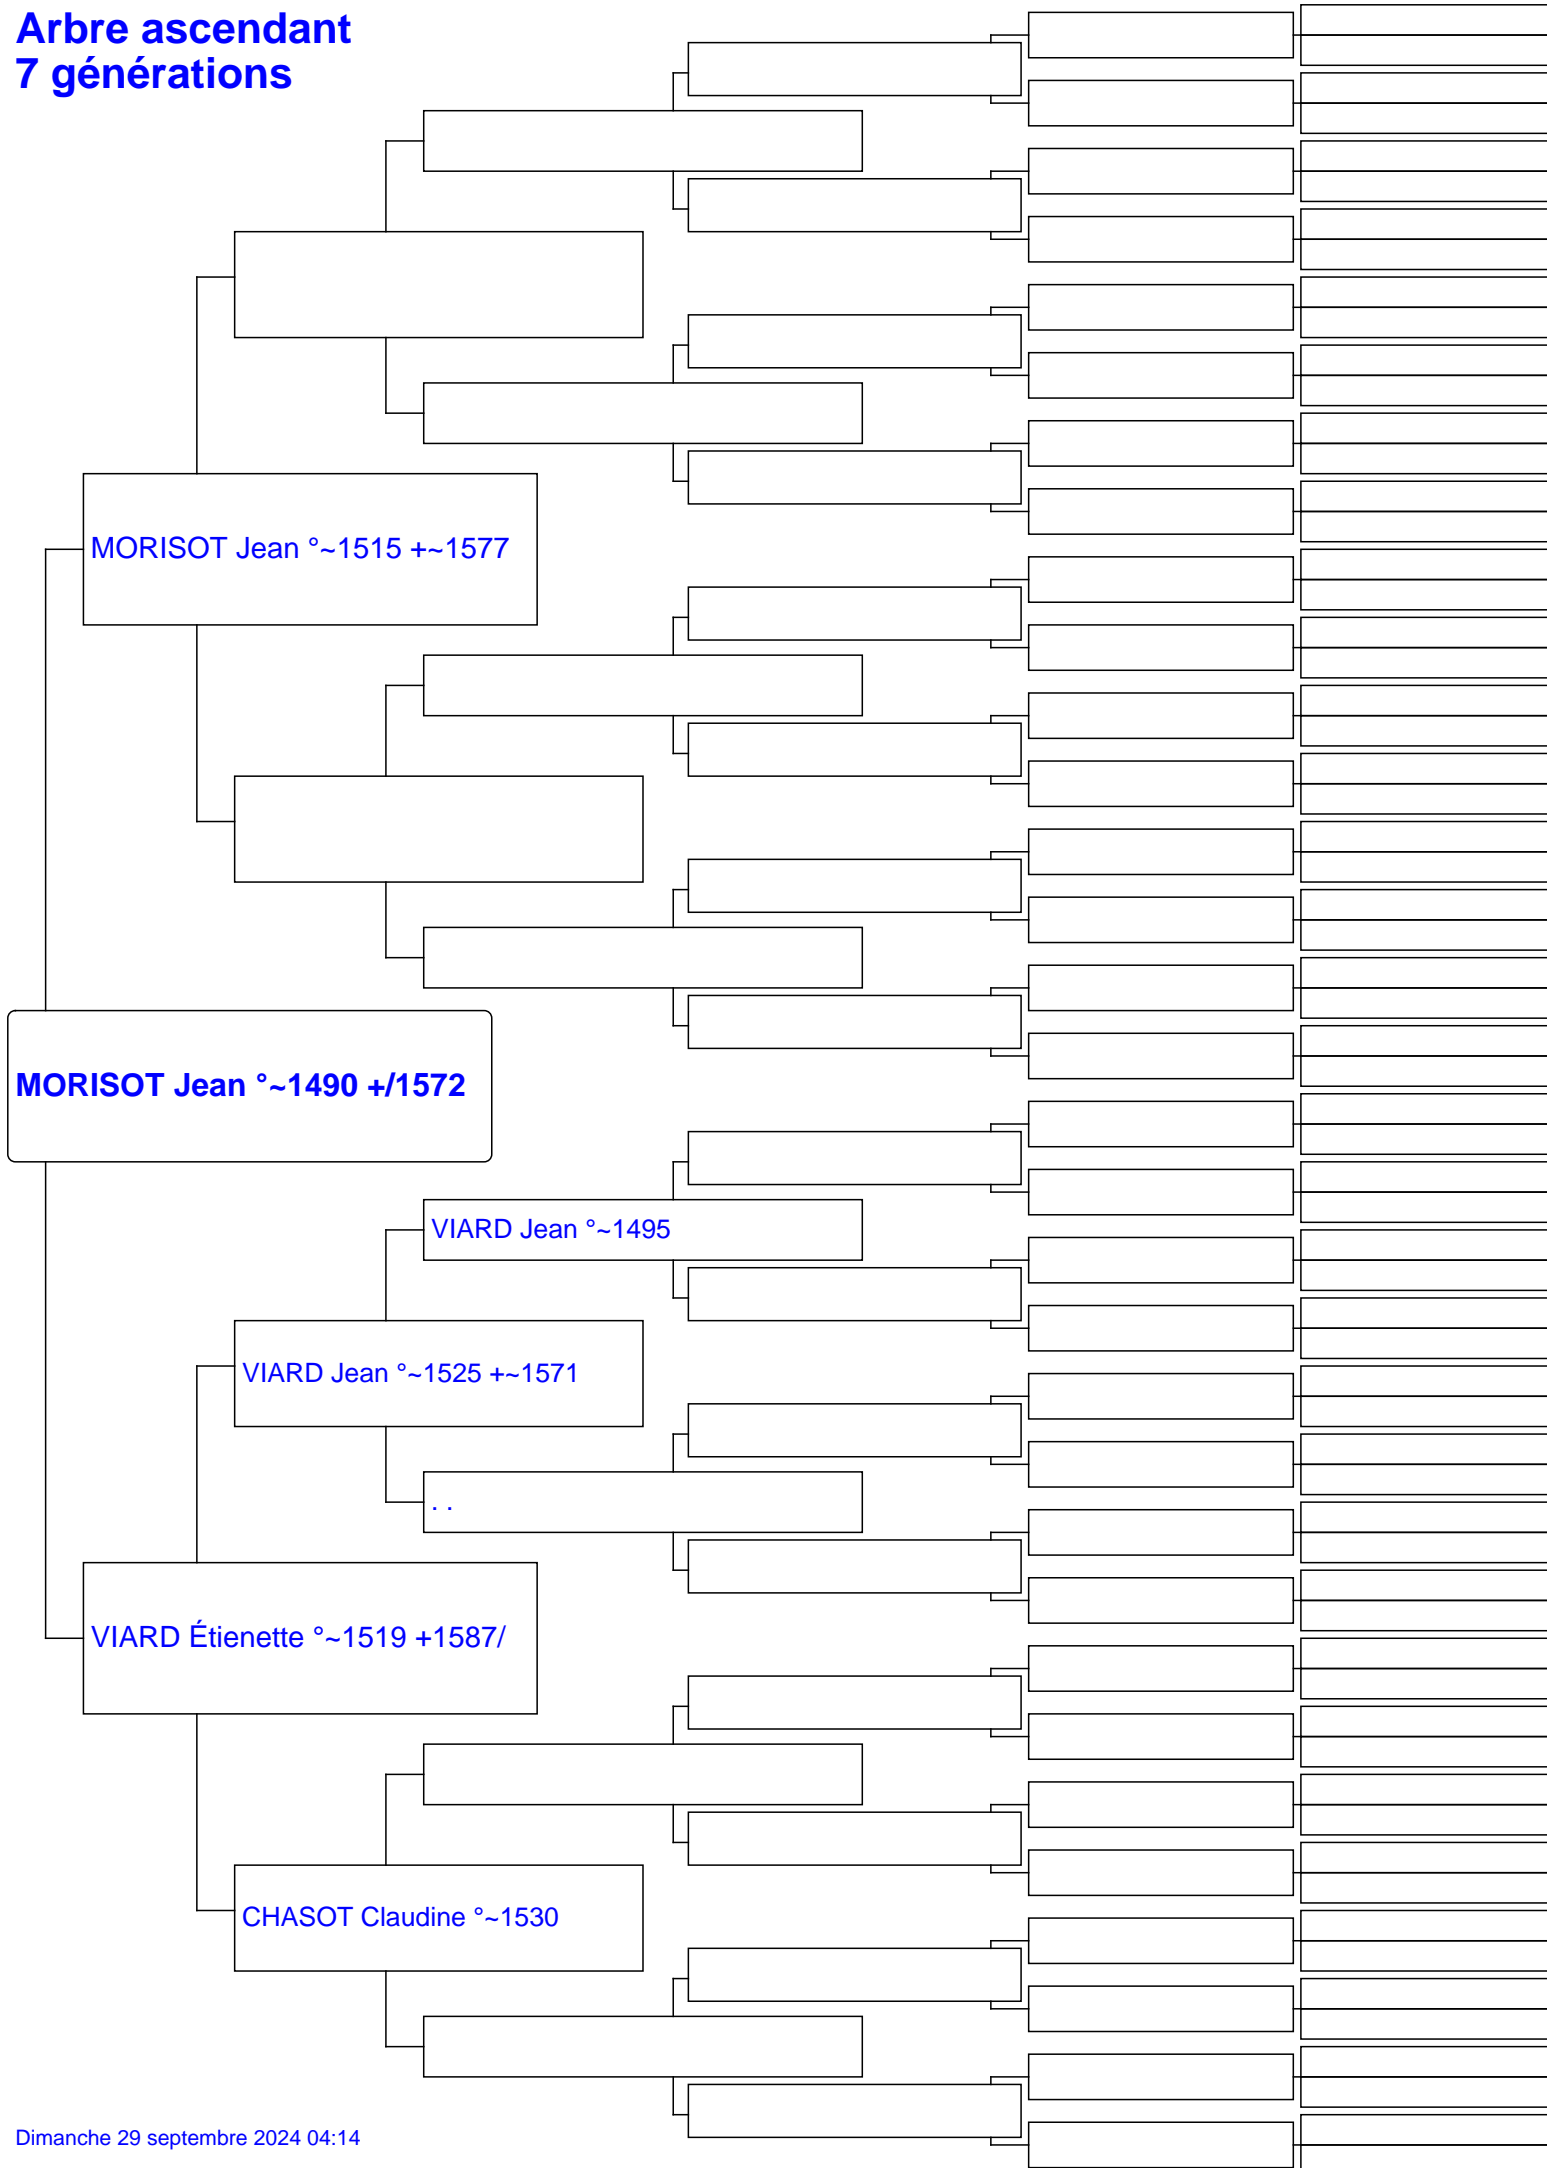 Arbre ascendant
7 générations
MORISOT Jean °~1515 +~1577
MORISOT Jean °~1490 +/1572
VIARD Jean °~1495
VIARD Jean °~1525 +~1571
. .
VIARD Étienette °~1519 +1587/
CHASOT Claudine °~1530
Dimanche 29 septembre 2024 04:14